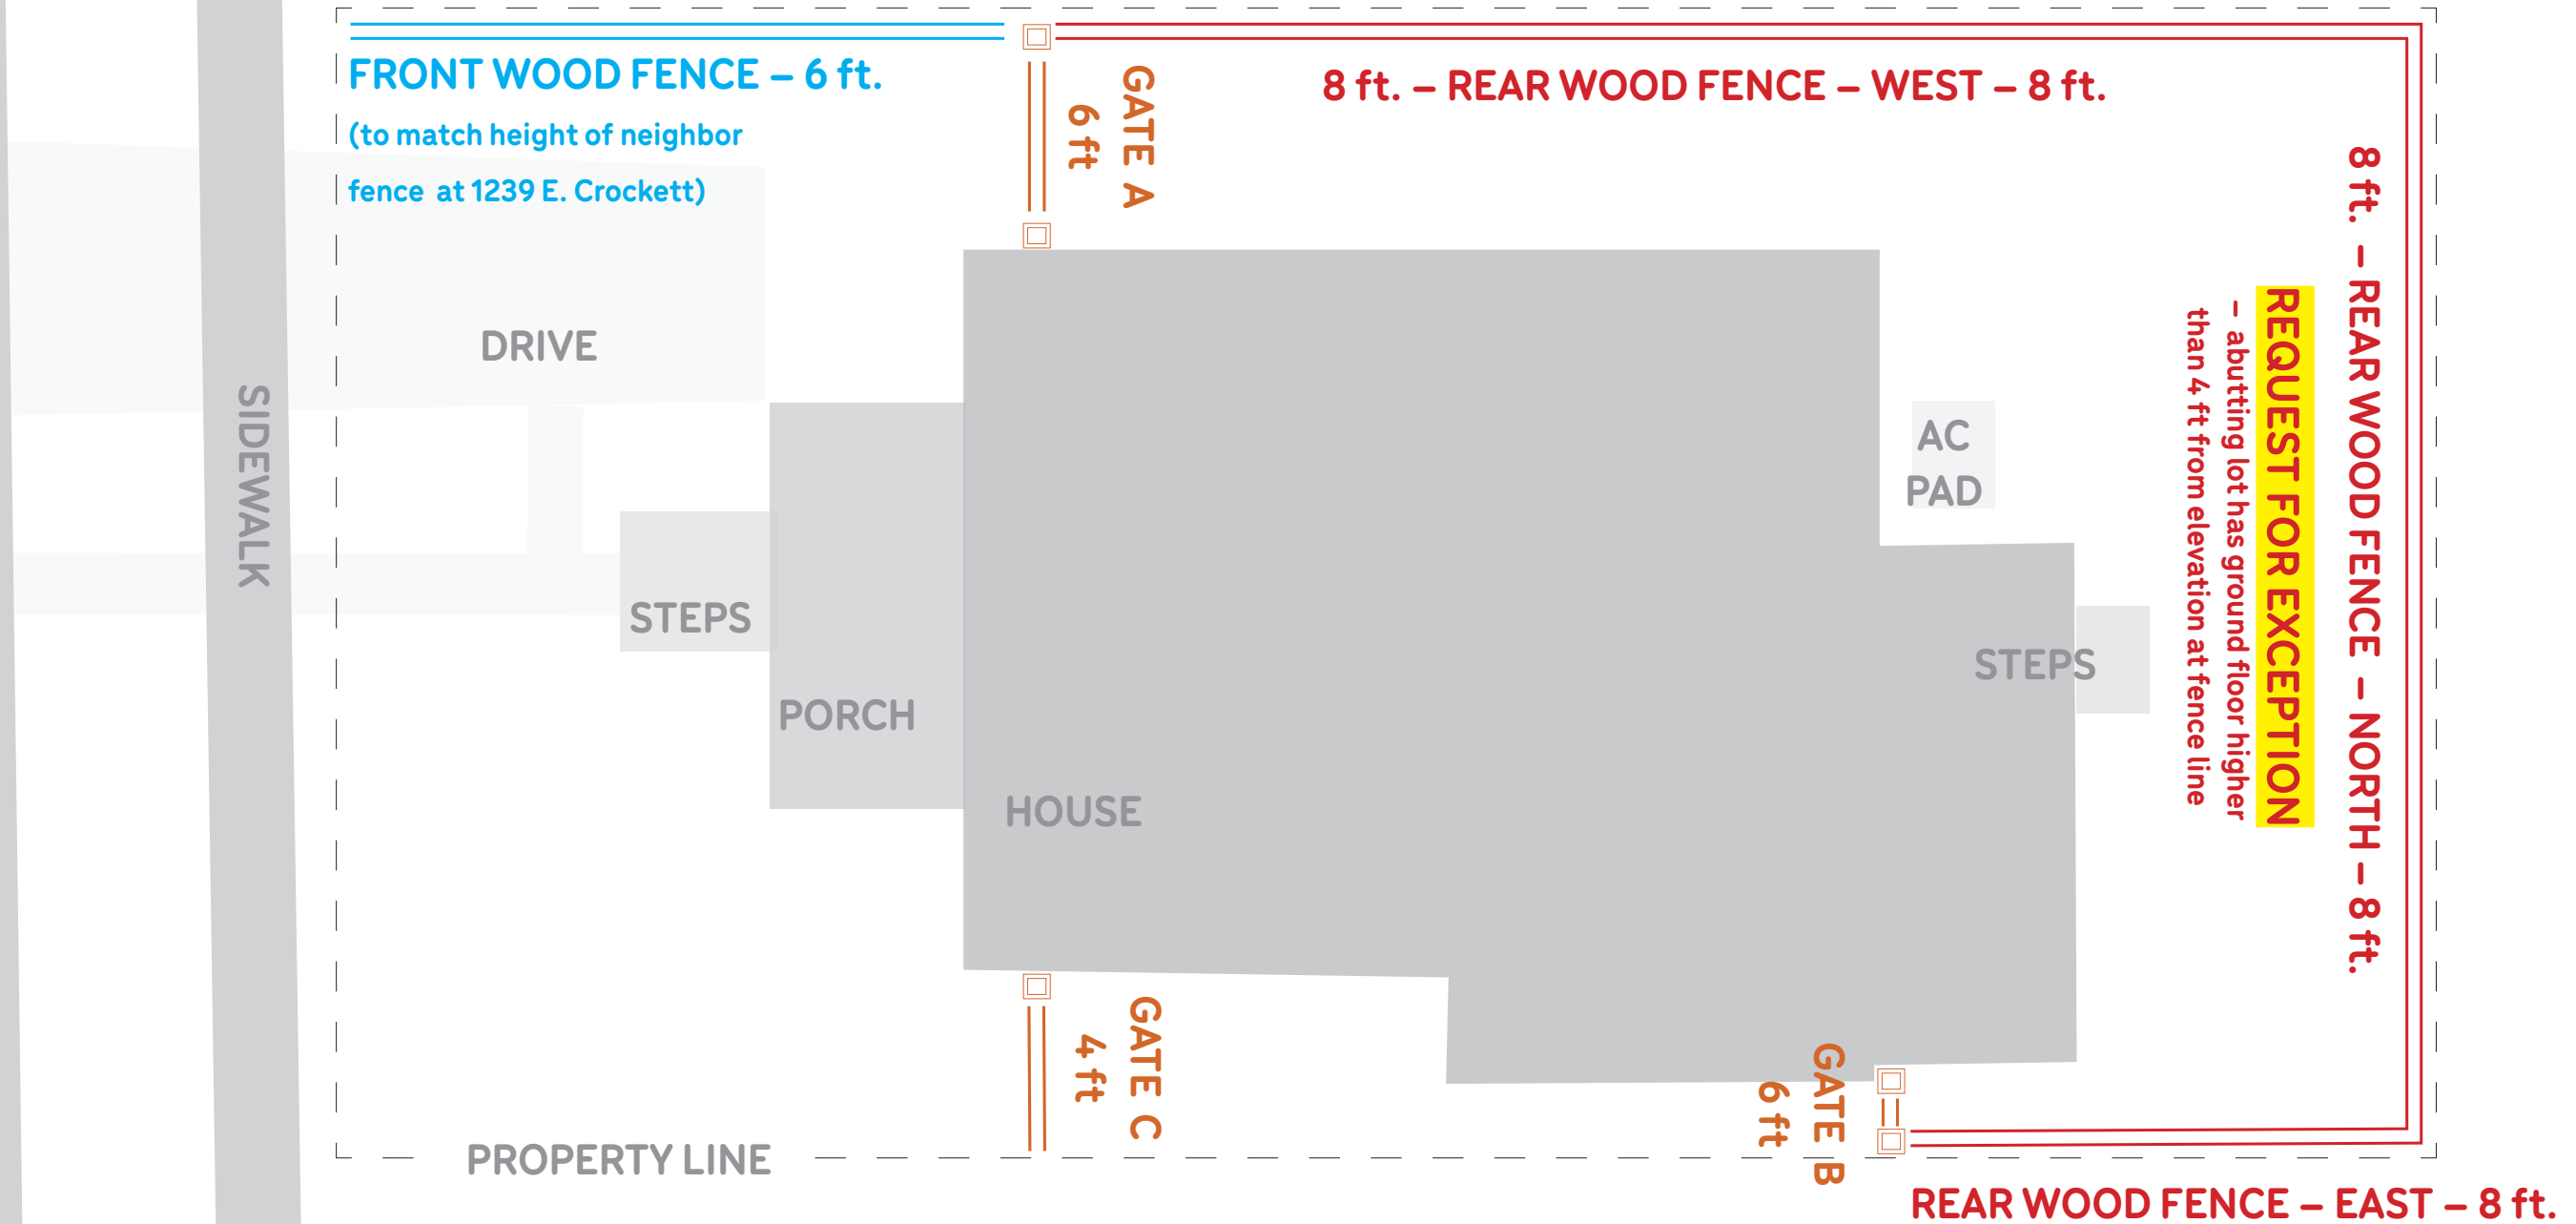 FRONT WOOD FENCE – 6 ft.
(to match height of neighbor
fence at 1239 E. Crockett)
GATE A
6 ft
8 ft. – REAR WOOD FENCE – WEST – 8 ft.
8 ft. – REAR WOOD FENCE – NORTH – 8 ft.
REQUEST FOR EXCEPTION
– abutting lot has ground floor higher
than 4 ft from elevation at fence line
DRIVE
SIDEWALK
AC
PAD
STEPS
STEPS
PORCH
HOUSE
GATE C
4 ft
GATE B
6 ft
PROPERTY LINE
REAR WOOD FENCE – EAST – 8 ft.